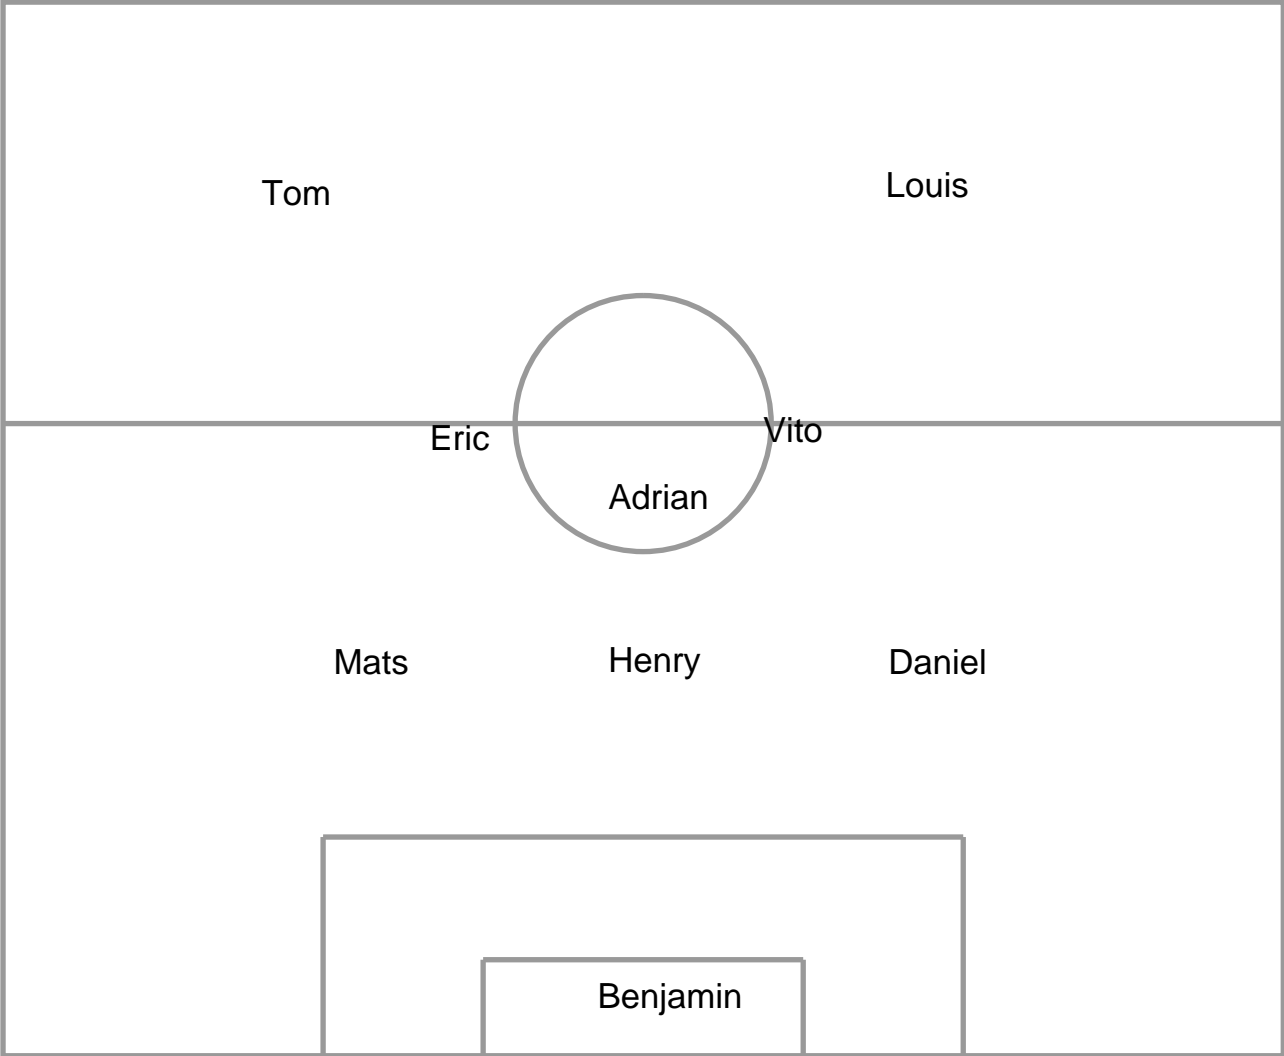 Tom
Louis
Eric
Vito
Adrian
Mats
Henry
Daniel
Benjamin